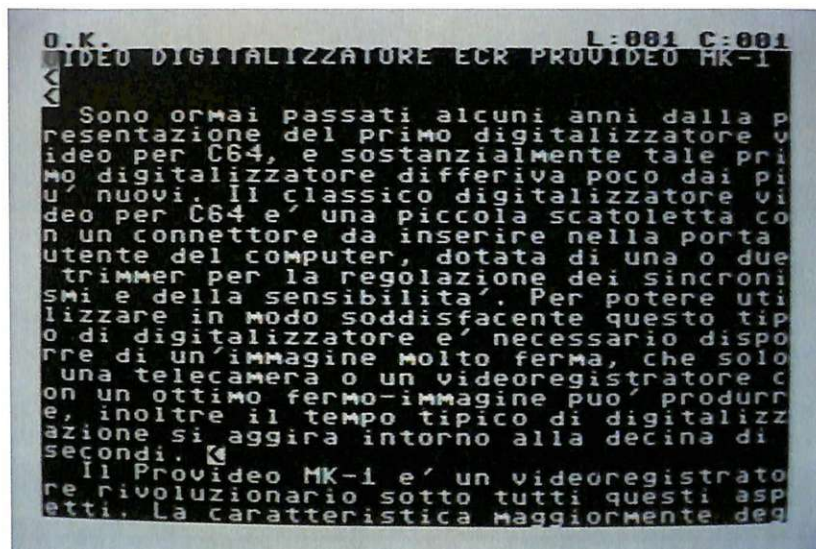 O.K. L:001 C:001
VIDEO DIGITALIZZATORE ECR PROVIDEO MK-1
<
<
Sono ormai passati alcuni anni dalla p
resentazione del primo digitalizzatore v
ideo per C64, e sostanzialmente tale pri
mo digitalizzatore differiva poco dai pi
u' nuovi. Il classico digitalizzatore vi
deo per C64 e' una piccola scatoletta co
n un connettore da inserire nella porta
utente del computer, dotata di una o due
trimmer per la regolazione dei sincroni
smi e della sensibilita'. Per potere uti
lizzare in modo soddisfacente questo tip
o di digitalizzatore e' necessario dispo
rre di un'immagine molto ferma, che solo
una telecamera o un videoregistratore c
on un ottimo fermo-immagine puo' produrr
e, inoltre il tempo tipico di digitalizz
azione si aggira intorno alla decina di
secondi. <
Il Provideo MK-1 e' un videoregistrato
re rivoluzionario sotto tutti questi asp
etti. La caratteristica maggiormente deg